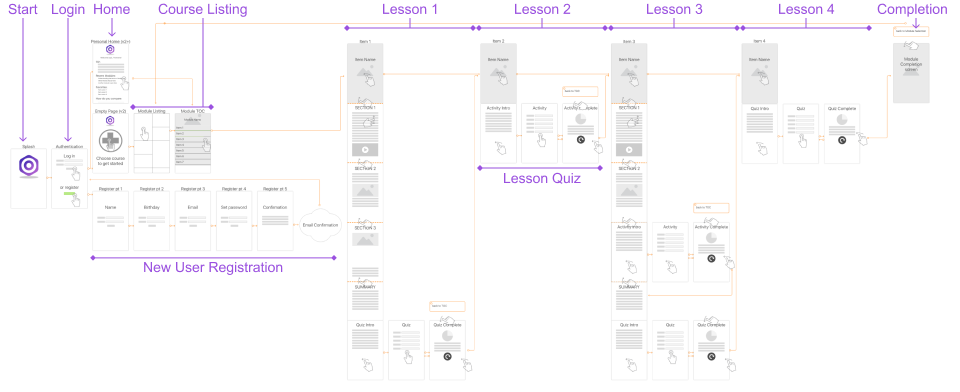 Start
Login
Home
Course Listing
Lesson 1
Lesson 2
Lesson 3
Lesson 4
Completion
Personal Home (v2+)
Item 1
Item 2
Item 3
Item 4
Item Name
Item Name
Item Name
Item Name
Module
Completion
screen
Empty Page (v2)
Module Listing
Module TOC
SECTION 1
Activity Intro
Activity
SECTION 1
Quiz Intro
Quiz
Quiz Complete
Splash
Authentication
Log in
or register
Choose course
to get started
SECTION 2
SECTION 2
Lesson Quiz
Register pt 1
Register pt 2
Register pt 3
Register pt 4
Register pt 5
Name
Birthday
Email
Set password
Confirmation
Email Confirmation
SECTION 3
Activity Intro
Activity
Activity Complete
New User Registration
SUMMARY
SUMMARY
Quiz Intro
Quiz
Quiz Complete
Quiz Intro
Quiz
Quiz Complete